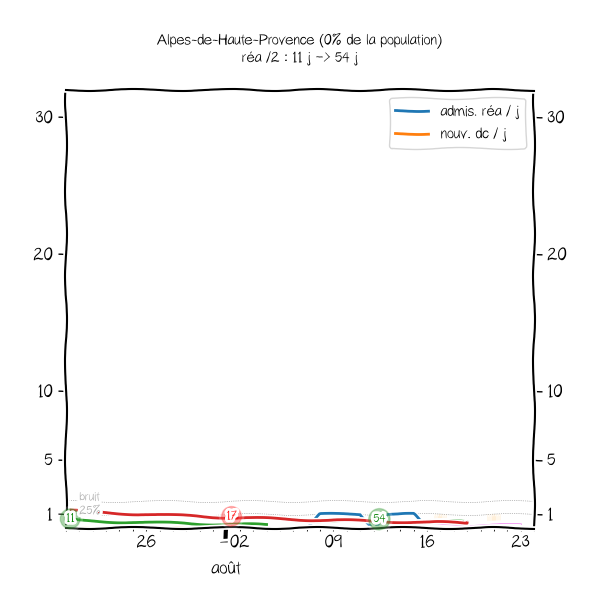 Alpes-de-Haute-Provence (0% de la population)
réa /2 : 11 j -> 54 j
admis. réa / j
nouv. dc / j
30 30
20 20
10 10
5 5
... bruit
25%
1 1
11 17 54
26 02 09 16 23
août